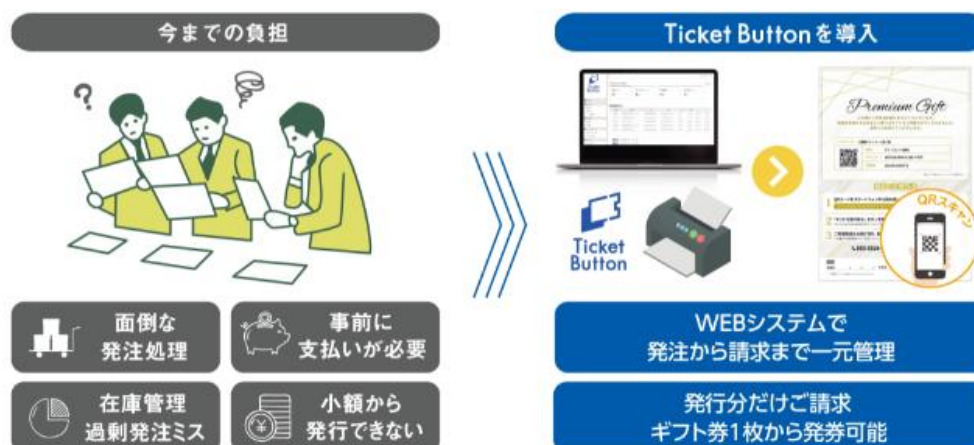 今までの負担
?
面倒な
発注処理
事前に
支払いが必要
在庫管理
過剰発注ミス
小額から
発行できない
Ticket Buttonを導入
Ticket
Button
Premium Gift
QRスキャン
Ticket
Button
WEBシステムで
発注から請求まで一元管理
発行分だけご請求
ギフト券1枚から発券可能